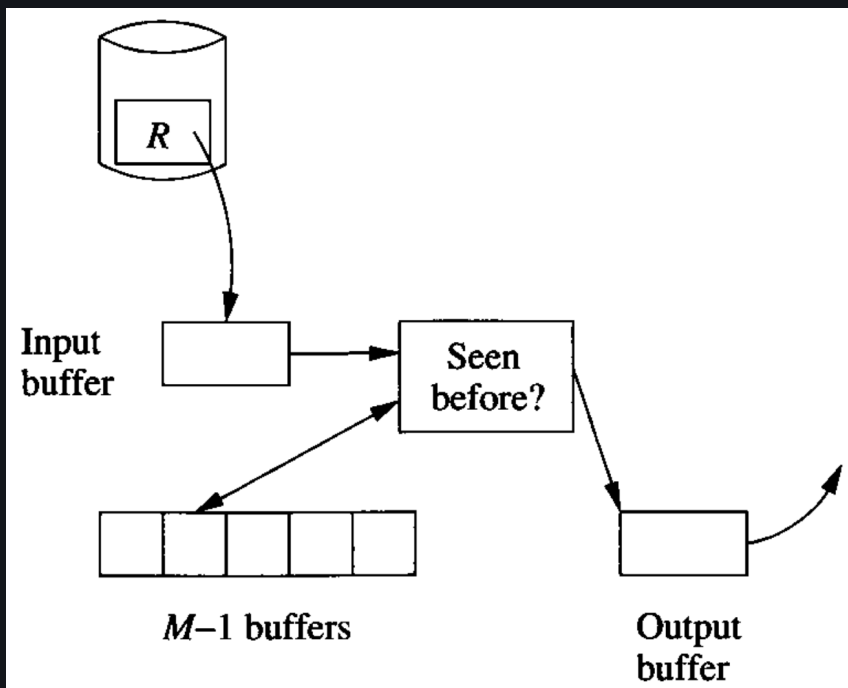 R
Input
buffer
Seen
before?
M−1 buffers
Output
buffer